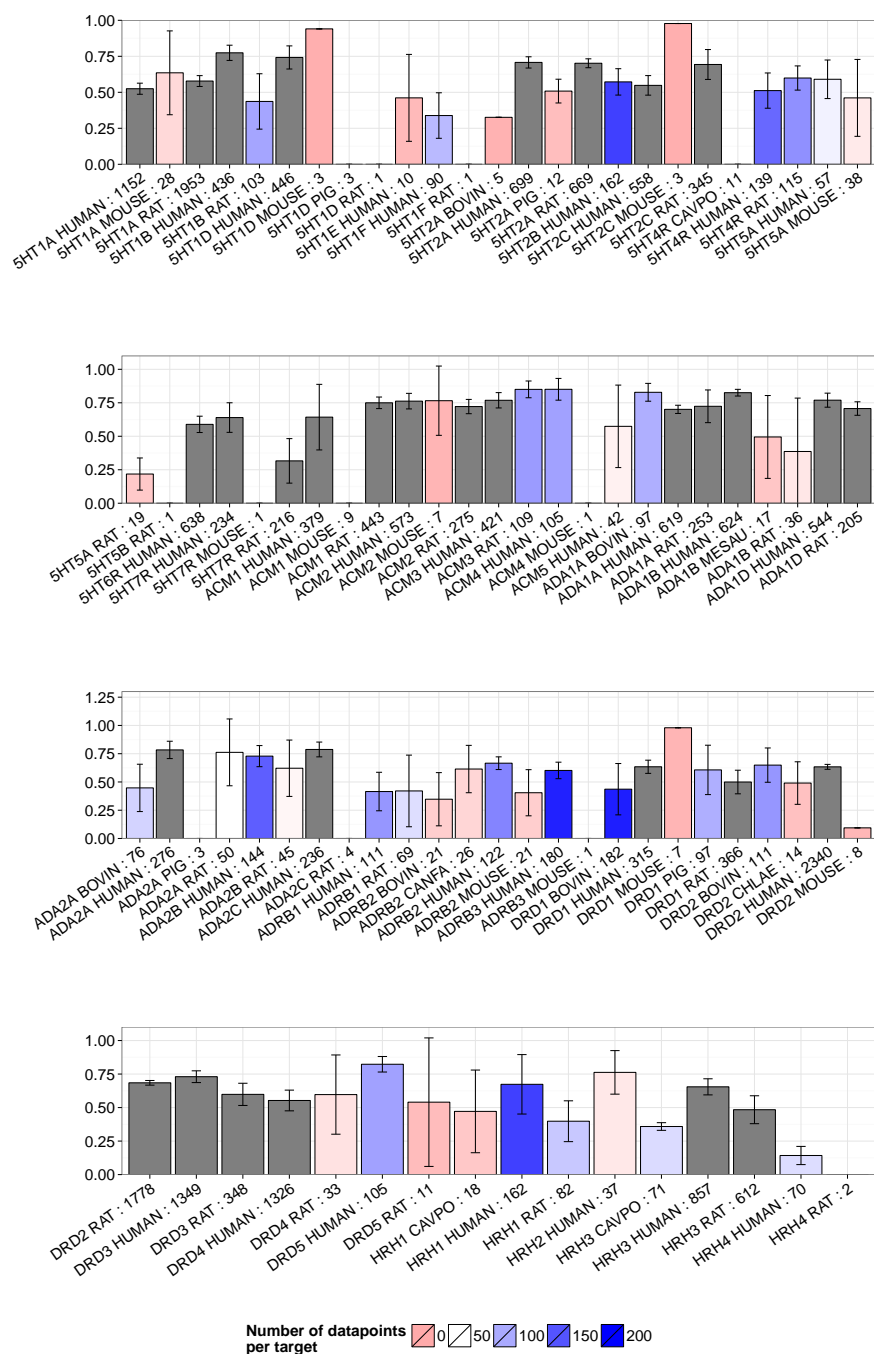 1.00
0.75
0.50
0.25
0.00
5HT1A HUMAN : 1152
5HT1A MOUSE : 28
5HT1A RAT : 1953
5HT1B HUMAN : 436
5HT1B RAT : 103
5HT1D HUMAN : 446
5HT1D MOUSE : 3
5HT1D PIG : 3
5HT1D RAT : 1
5HT1E HUMAN : 10
5HT1F HUMAN : 90
5HT1F RAT : 1
5HT2A BOVIN : 5
5HT2A HUMAN : 699
5HT2A PIG : 12
5HT2A RAT : 669
5HT2B HUMAN : 162
5HT2C HUMAN : 558
5HT2C MOUSE : 3
5HT2C RAT : 345
5HT4R CAVPO : 11
5HT4R HUMAN : 139
5HT4R RAT : 115
5HT5A HUMAN : 57
5HT5A MOUSE : 38
1.00
0.75
0.50
0.25
0.00
5HT5A RAT : 19
5HT5B RAT : 1
5HT6R HUMAN : 638
5HT7R HUMAN : 234
5HT7R MOUSE : 1
5HT7R RAT : 216
ACM1 HUMAN : 379
ACM1 MOUSE : 9
ACM1 RAT : 443
ACM2 HUMAN : 573
ACM2 MOUSE : 7
ACM2 RAT : 275
ACM3 HUMAN : 421
ACM3 RAT : 109
ACM4 HUMAN : 105
ACM4 MOUSE : 1
ACM5 HUMAN : 42
ADA1A BOVIN : 97
ADA1A HUMAN : 619
ADA1A RAT : 253
ADA1B HUMAN : 624
ADA1B MESAU : 17
ADA1B RAT : 36
ADA1D HUMAN : 544
ADA1D RAT : 205
1.25
1.00
0.75
0.50
0.25
0.00
ADA2A BOVIN : 76
ADA2A HUMAN : 276
ADA2A PIG : 3
ADA2A RAT : 50
ADA2B HUMAN : 144
ADA2B RAT : 45
ADA2C HUMAN : 236
ADA2C RAT : 4
ADRB1 HUMAN : 111
ADRB1 RAT : 69
ADRB2 BOVIN : 21
ADRB2 CANFA : 26
ADRB2 HUMAN : 122
ADRB2 MOUSE : 21
ADRB3 HUMAN : 180
ADRB3 MOUSE : 1
DRD1 BOVIN : 182
DRD1 HUMAN : 315
DRD1 MOUSE : 7
DRD1 PIG : 97
DRD1 RAT : 366
DRD2 BOVIN : 111
DRD2 CHLAE : 14
DRD2 HUMAN : 2340
DRD2 MOUSE : 8
1.00
0.75
0.50
0.25
0.00
DRD2 RAT : 1778
DRD3 HUMAN : 1349
DRD3 RAT : 348
DRD4 HUMAN : 1326
DRD4 RAT : 33
DRD5 HUMAN : 105
DRD5 RAT : 11
HRH1 CAVPO : 18
HRH1 HUMAN : 162
HRH1 RAT : 82
HRH2 HUMAN : 37
HRH3 CAVPO : 71
HRH3 HUMAN : 857
HRH3 RAT : 612
HRH4 HUMAN : 70
HRH4 RAT : 2
Number of datapoints
per target
0 50 100 150 200